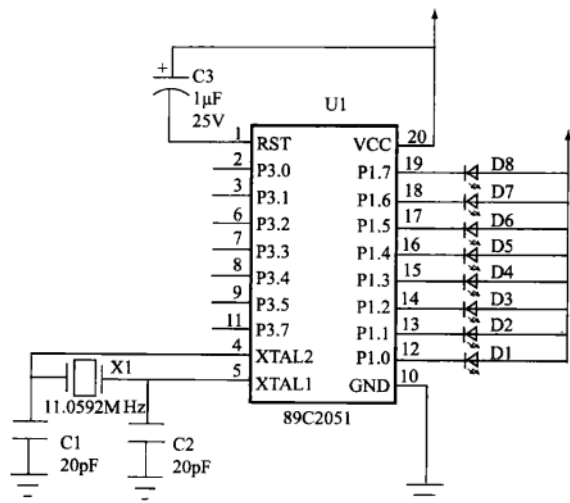 +
C3
1μF
25V
U1
1 RST
2 P3.0
3 P3.1
6 P3.2
7 P3.3
8 P3.4
9 P3.5
11 P3.7
4 XTAL2
5 XTAL1
VCC 20
P1.7 19 D8
P1.6 18 D7
P1.5 17 D6
P1.4 16 D5
P1.3 15 D4
P1.2 14 D3
P1.1 13 D2
P1.0 12 D1
GND 10
89C2051
X1
11.0592M Hz
C1
20pF
C2
20pF